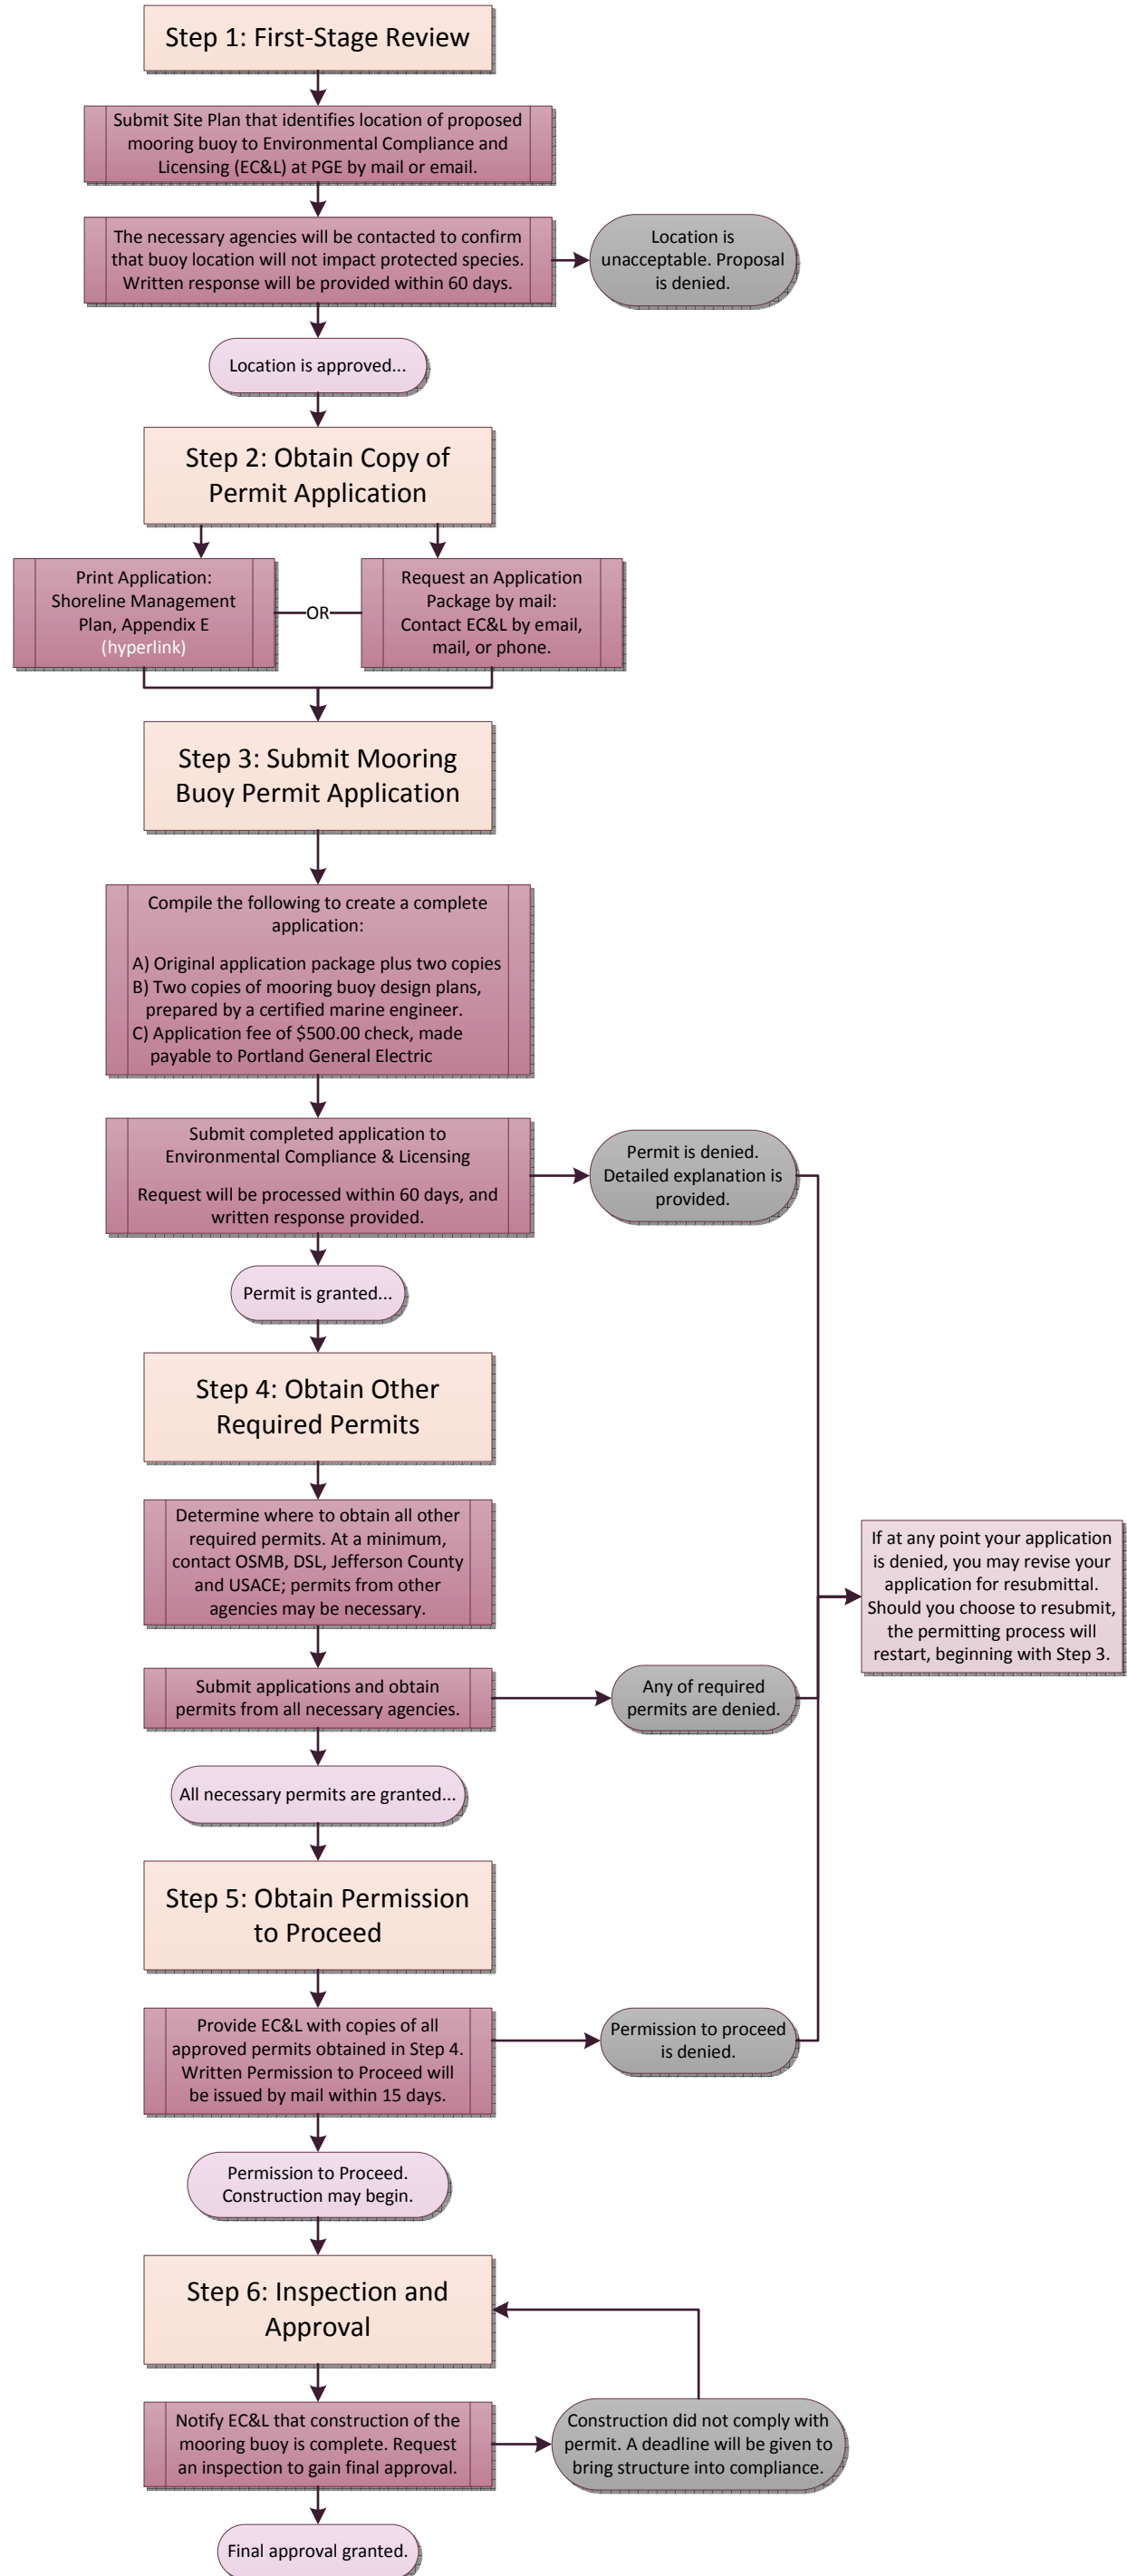 Step 1: First-Stage Review
Submit Site Plan that identifies location of proposed
mooring buoy to Environmental Compliance and
Licensing (EC&L) at PGE by mail or email.
The necessary agencies will be contacted to confirm
that buoy location will not impact protected species.
Written response will be provided within 60 days.
Location is
unacceptable. Proposal
is denied.
Location is approved...
Step 2: Obtain Copy of
Permit Application
Print Application:
Shoreline Management
Plan, Appendix E
(hyperlink)
OR
Request an Application
Package by mail:
Contact EC&L by email,
mail, or phone.
Step 3: Submit Mooring
Buoy Permit Application
Compile the following to create a complete
application:
A) Original application package plus two copies
B) Two copies of mooring buoy design plans,
prepared by a certified marine engineer.
C) Application fee of $500.00 check, made
payable to Portland General Electric
Submit completed application to
Environmental Compliance & Licensing
Request will be processed within 60 days, and
written response provided.
Permit is denied.
Detailed explanation is
provided.
Permit is granted...
Step 4: Obtain Other
Required Permits
Determine where to obtain all other
required permits. At a minimum,
contact OSMB, DSL, Jefferson County
and USACE; permits from other
agencies may be necessary.
If at any point your application
is denied, you may revise your
application for resubmittal.
Should you choose to resubmit,
the permitting process will
restart, beginning with Step 3.
Submit applications and obtain
permits from all necessary agencies.
Any of required
permits are denied.
All necessary permits are granted...
Step 5: Obtain Permission
to Proceed
Provide EC&L with copies of all
approved permits obtained in Step 4.
Written Permission to Proceed will
be issued by mail within 15 days.
Permission to proceed
is denied.
Permission to Proceed.
Construction may begin.
Step 6: Inspection and
Approval
Notify EC&L that construction of the
mooring buoy is complete. Request
an inspection to gain final approval.
Construction did not comply with
permit. A deadline will be given to
bring structure into compliance.
Final approval granted.